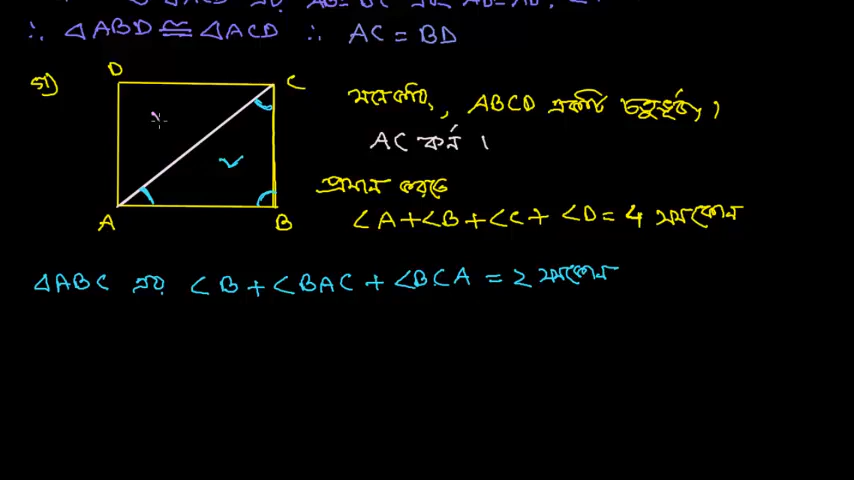 ∴ △ABD ≅ △ACD ∴ AC = BD
গ)
D
C
A
B
মনেকরি, ABCD একটি চতুর্ভুজ।
AC কর্ন।
প্রমান করতে
∠A+∠B+∠C+∠D=4 সমকোন
△ABC এর ∠B+∠BAC+∠BCA = 2 সমকোন